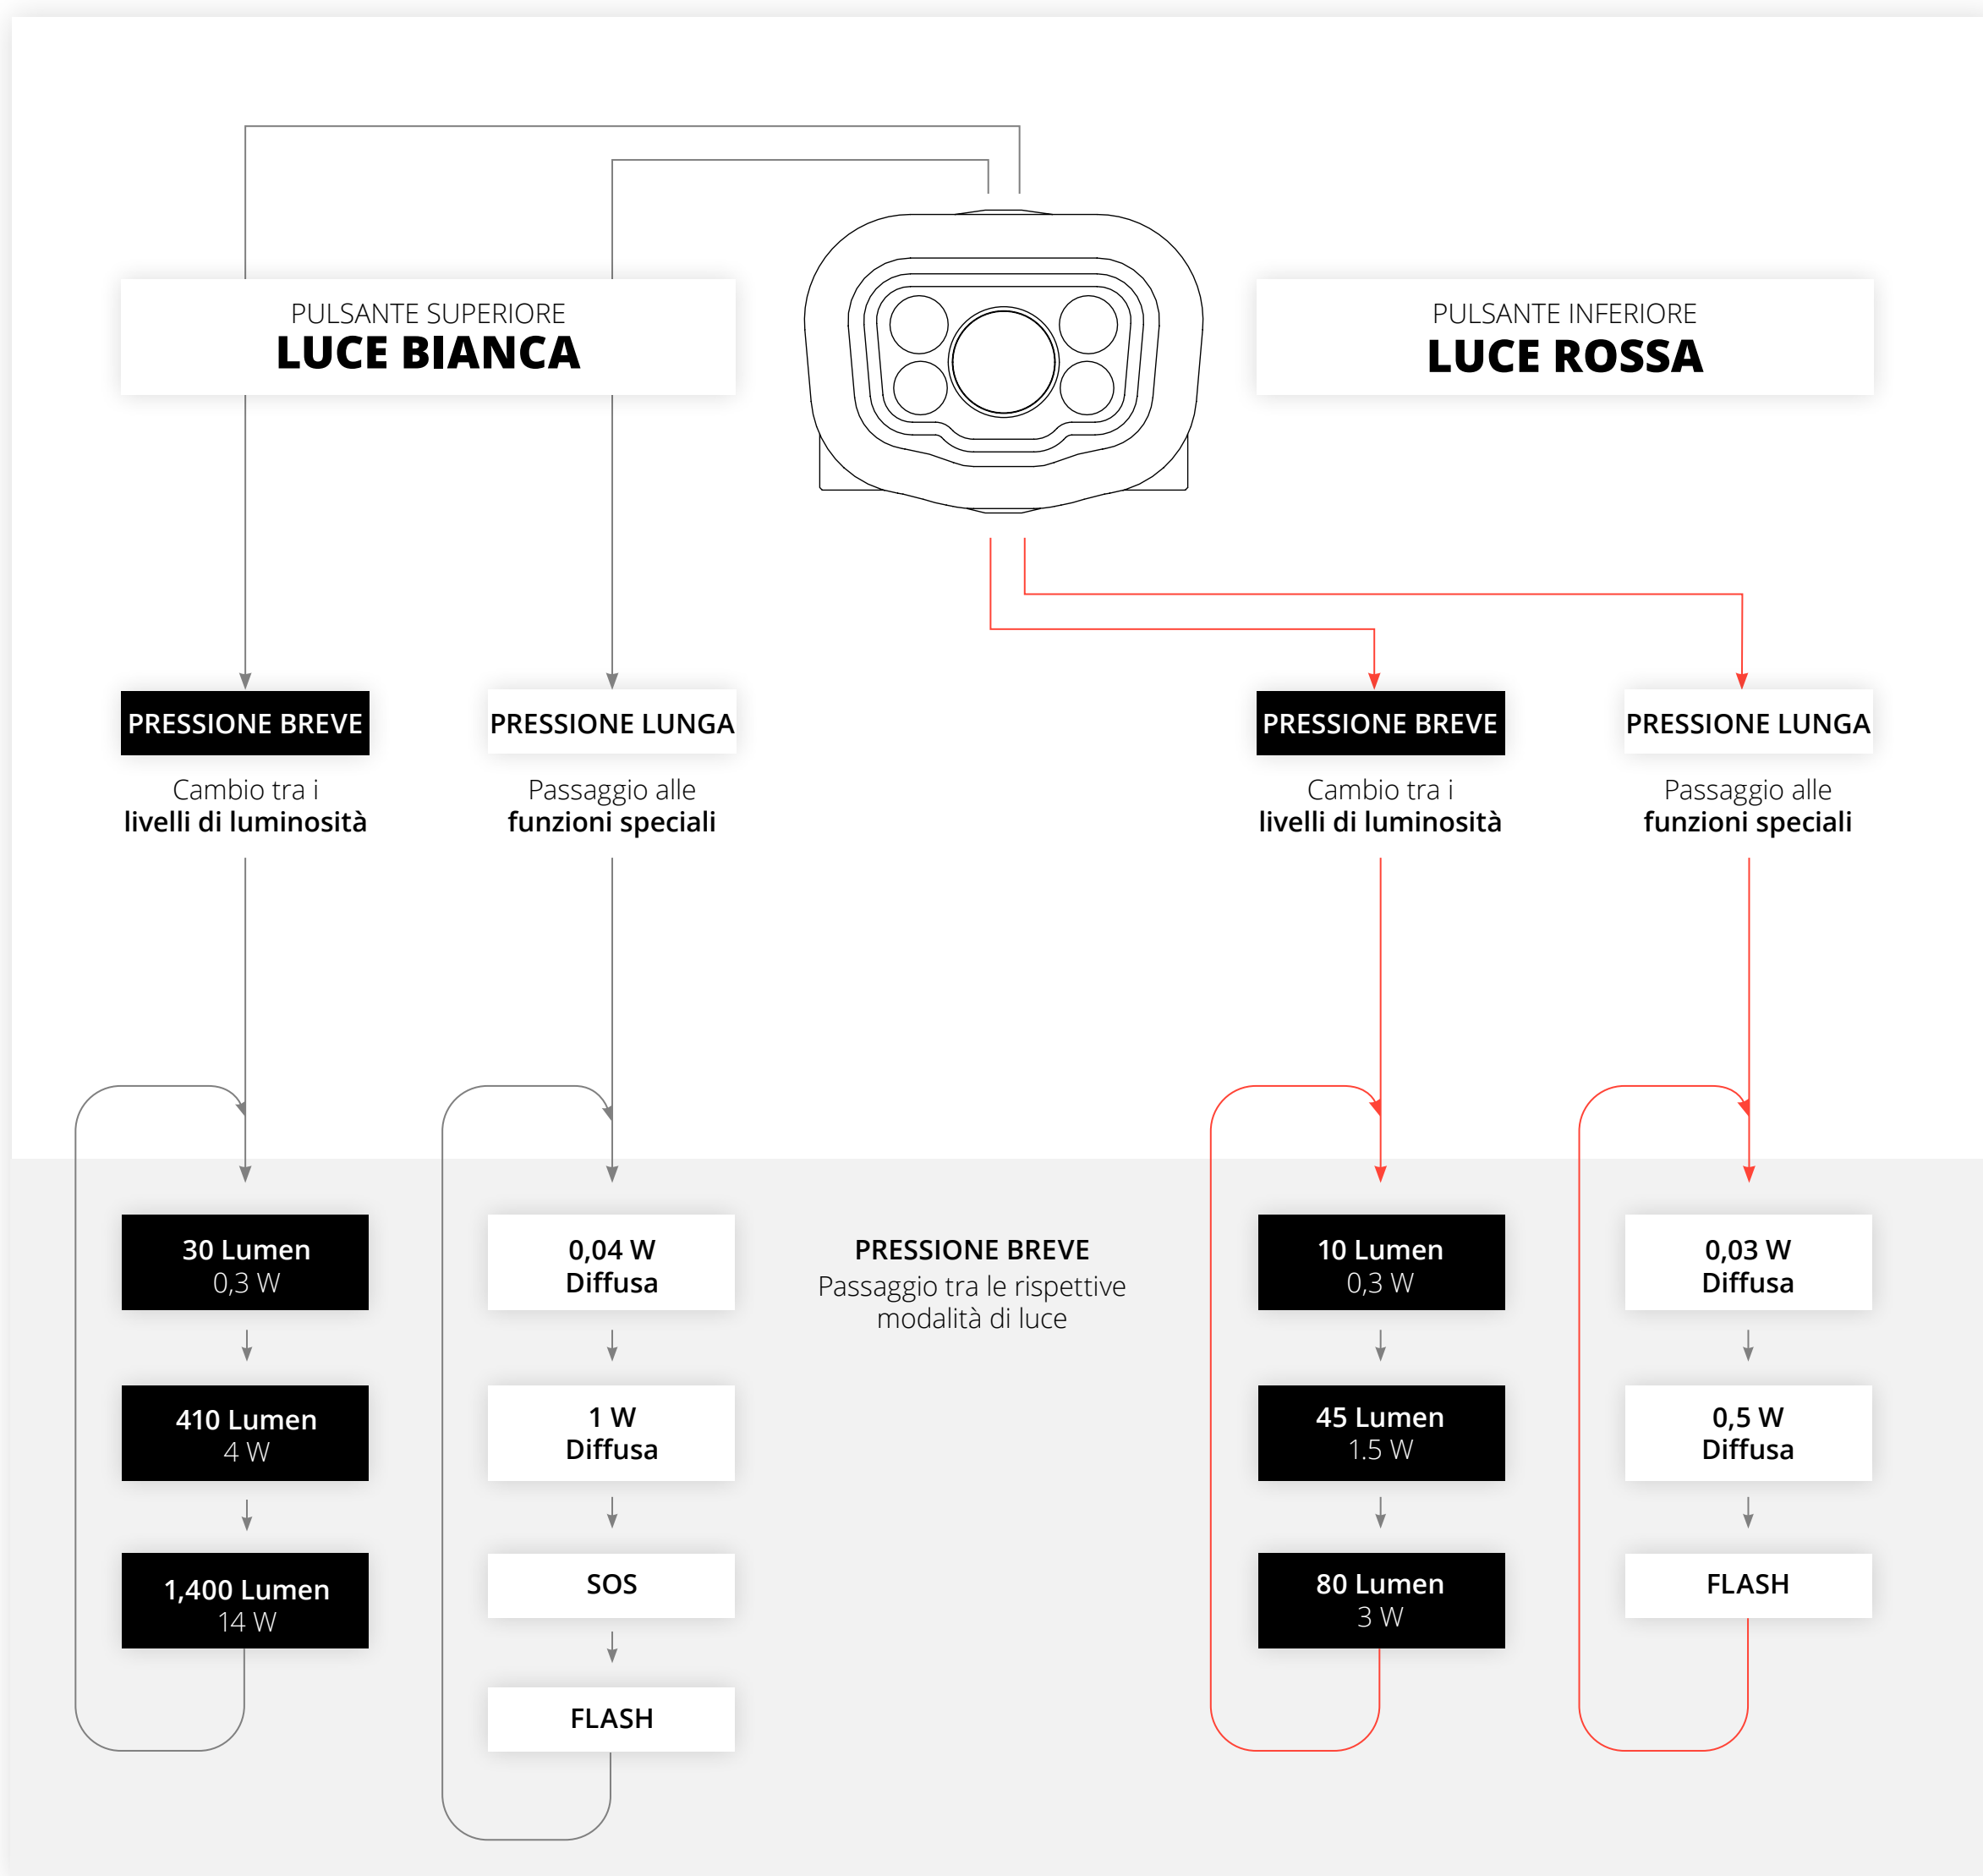 PULSANTE SUPERIORE
LUCE BIANCA
PULSANTE INFERIORE
LUCE ROSSA
PRESSIONE BREVE
Cambio tra i
livelli di luminosità
PRESSIONE LUNGA
Passaggio alle
funzioni speciali
PRESSIONE BREVE
Cambio tra i
livelli di luminosità
PRESSIONE LUNGA
Passaggio alle
funzioni speciali
30 Lumen
0,3 W
410 Lumen
4 W
1,400 Lumen
14 W
0,04 W
Diffusa
1 W
Diffusa
SOS
FLASH
PRESSIONE BREVE
Passaggio tra le rispettive
modalità di luce
10 Lumen
0,3 W
45 Lumen
1.5 W
80 Lumen
3 W
0,03 W
Diffusa
0,5 W
Diffusa
FLASH